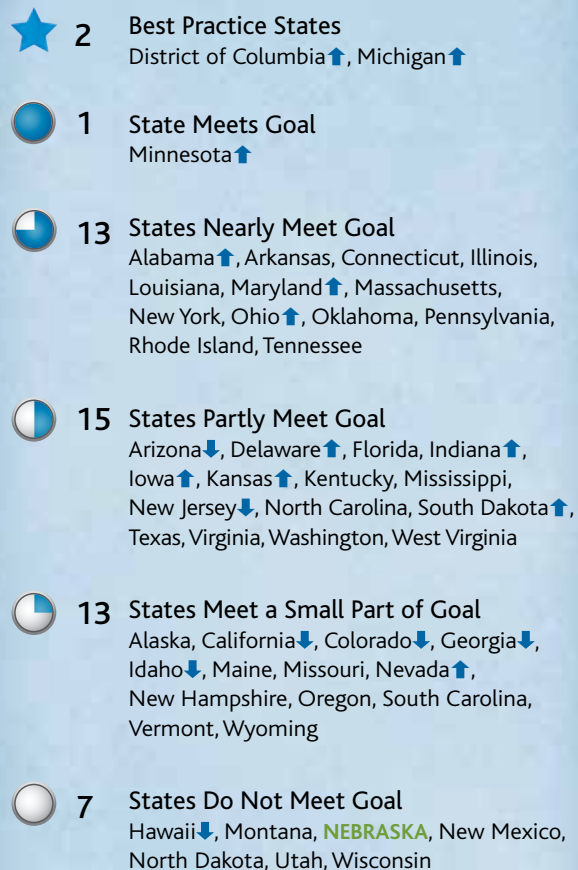 2 Best Practice States
District of Columbia⬆, Michigan⬆
1 State Meets Goal
Minnesota⬆
13 States Nearly Meet Goal
Alabama⬆, Arkansas, Connecticut, Illinois,
Louisiana, Maryland⬆, Massachusetts,
New York, Ohio⬆, Oklahoma, Pennsylvania,
Rhode Island, Tennessee
15 States Partly Meet Goal
Arizona⬇, Delaware⬆, Florida, Indiana⬆,
Iowa⬆, Kansas⬆, Kentucky, Mississippi,
New Jersey⬇, North Carolina, South Dakota⬆,
Texas, Virginia, Washington, West Virginia
13 States Meet a Small Part of Goal
Alaska, California⬇, Colorado⬇, Georgia⬇,
Idaho⬇, Maine, Missouri, Nevada⬆,
New Hampshire, Oregon, South Carolina,
Vermont, Wyoming
7 States Do Not Meet Goal
Hawaii⬇, Montana, NEBRASKA, New Mexico,
North Dakota, Utah, Wisconsin